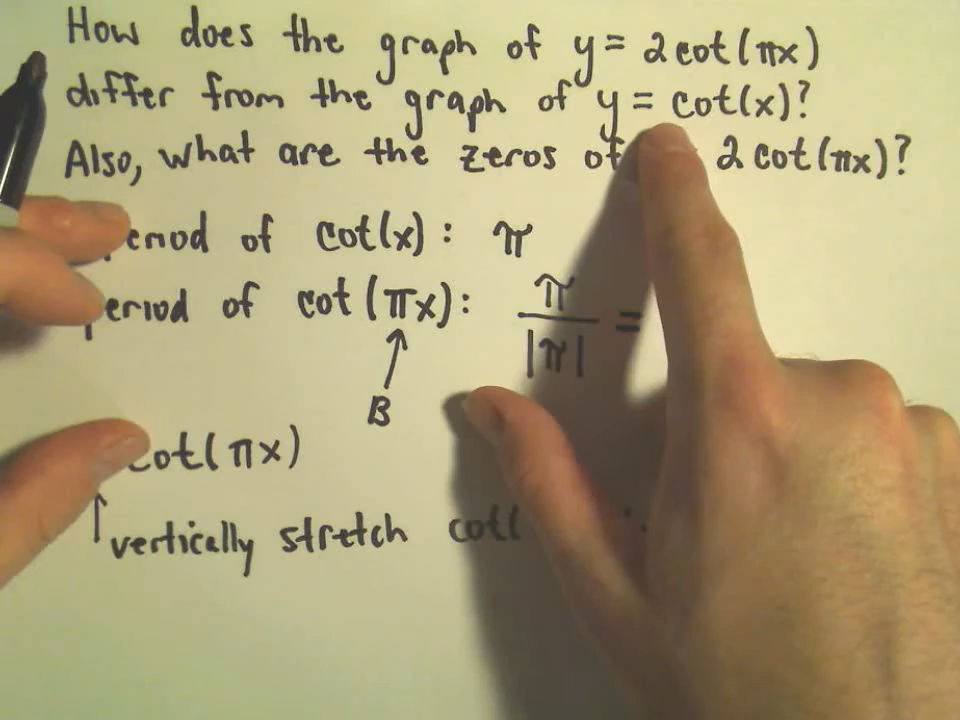 How does the graph of y = 2cot(πx)
differ from the graph of y = cot(x)?
Also, what are the zeros of 2cot(πx)?
eriod of cot(x): π
period of cot(πx): π/|π| =
B
cot(πx)
↑ vertically stretch cot(